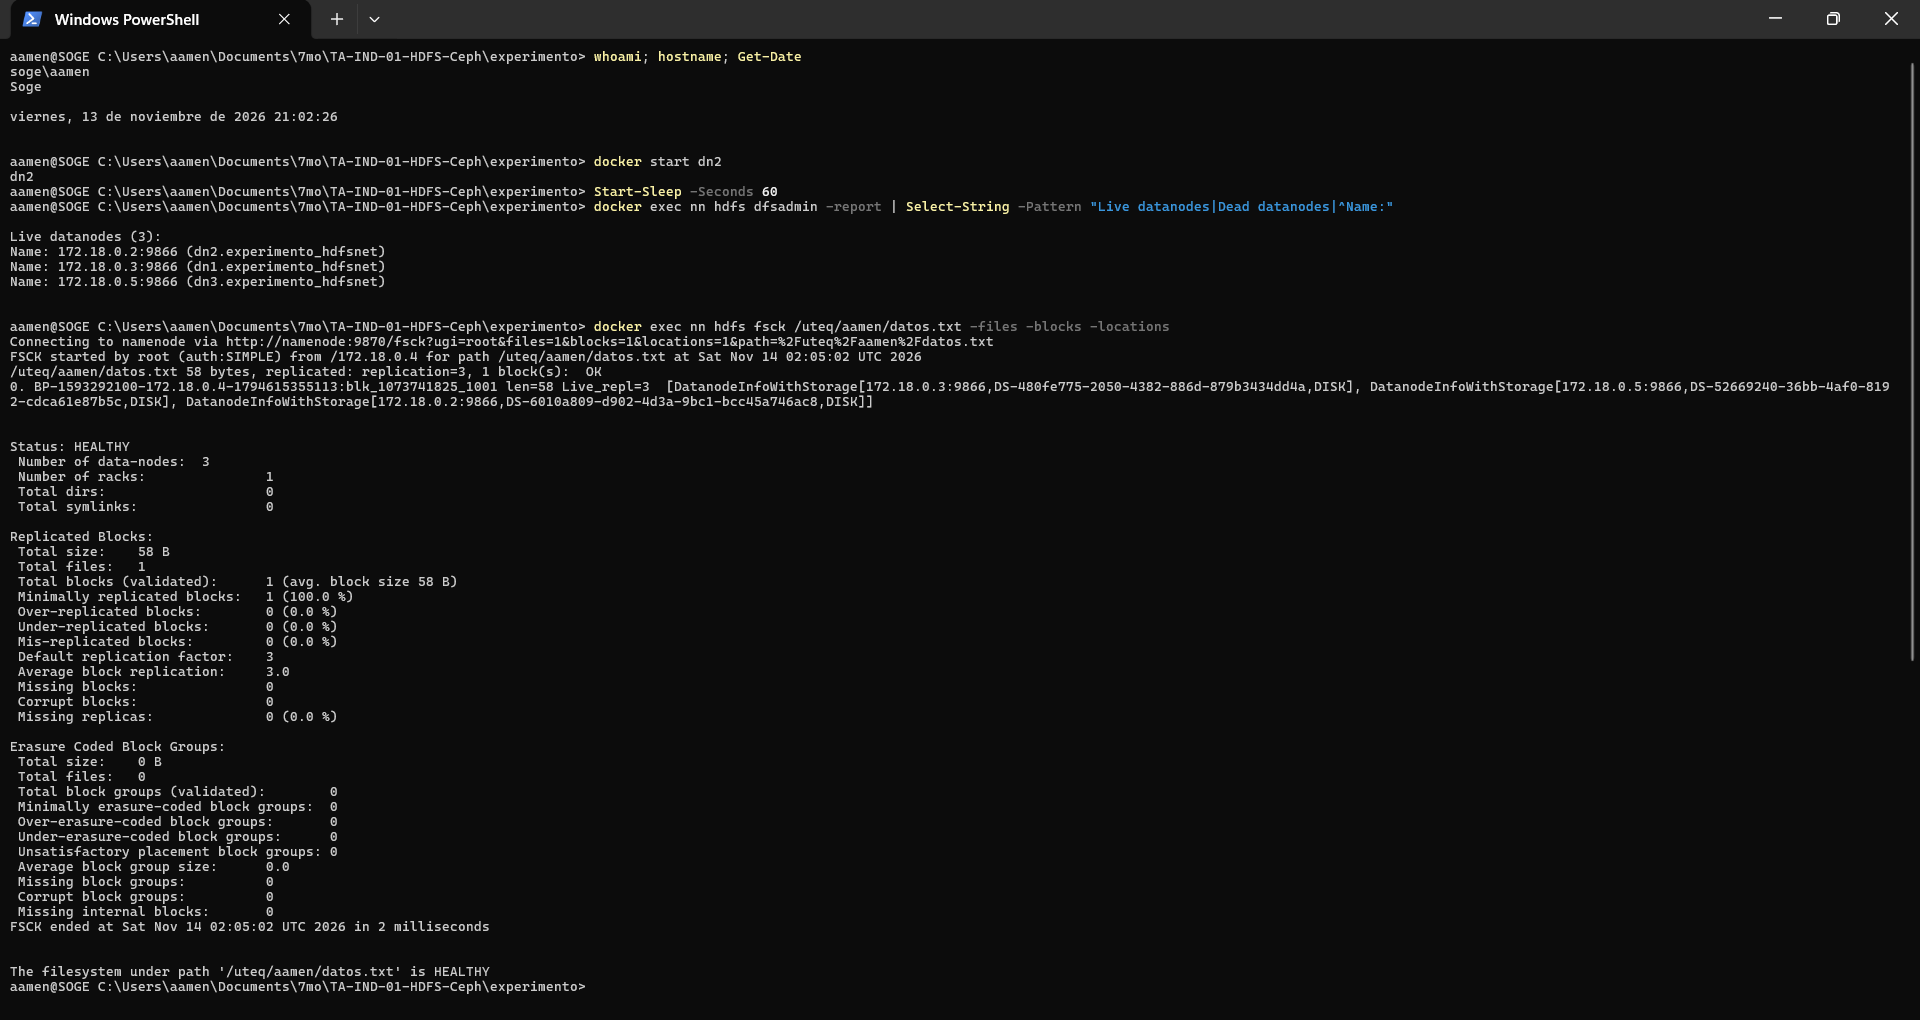 Windows PowerShell
aamen@SOGE C:\Users\aamen\Documents\7mo\TA-IND-01-HDFS-Ceph\experimento> whoami; hostname; Get-Date
soge\aamen
Soge
viernes, 13 de noviembre de 2026 21:02:26
aamen@SOGE C:\Users\aamen\Documents\7mo\TA-IND-01-HDFS-Ceph\experimento> docker start dn2
dn2
aamen@SOGE C:\Users\aamen\Documents\7mo\TA-IND-01-HDFS-Ceph\experimento> Start-Sleep -Seconds 60
aamen@SOGE C:\Users\aamen\Documents\7mo\TA-IND-01-HDFS-Ceph\experimento> docker exec nn hdfs dfsadmin -report | Select-String -Pattern "Live datanodes|Dead datanodes|^Name:"
Live datanodes (3):
Name: 172.18.0.2:9866 (dn2.experimento_hdfsnet)
Name: 172.18.0.3:9866 (dn1.experimento_hdfsnet)
Name: 172.18.0.5:9866 (dn3.experimento_hdfsnet)
aamen@SOGE C:\Users\aamen\Documents\7mo\TA-IND-01-HDFS-Ceph\experimento> docker exec nn hdfs fsck /uteq/aamen/datos.txt -files -blocks -locations
Connecting to namenode via http://namenode:9870/fsck?ugi=root&files=1&blocks=1&locations=1&path=%2Futeq%2Faamen%2Fdatos.txt
FSCK started by root (auth:SIMPLE) from /172.18.0.4 for path /uteq/aamen/datos.txt at Sat Nov 14 02:05:02 UTC 2026
/uteq/aamen/datos.txt 58 bytes, replicated: replication=3, 1 block(s):  OK
0. BP-1593292100-172.18.0.4-1794615355113:blk_1073741825_1001 len=58 Live_repl=3  [DatanodeInfoWithStorage[172.18.0.3:9866,DS-480fe775-2050-4382-886d-879b3434dd4a,DISK], DatanodeInfoWithStorage[172.18.0.5:9866,DS-52669240-36bb-4af0-819
2-cdca61e87b5c,DISK], DatanodeInfoWithStorage[172.18.0.2:9866,DS-6010a809-d902-4d3a-9bc1-bcc45a746ac8,DISK]]
Status: HEALTHY
Number of data-nodes: 3
Number of racks: 1
Total dirs: 0
Total symlinks: 0
Replicated Blocks:
Total size: 58 B
Total files: 1
Total blocks (validated): 1 (avg. block size 58 B)
Minimally replicated blocks: 1 (100.0 %)
Over-replicated blocks: 0 (0.0 %)
Under-replicated blocks: 0 (0.0 %)
Mis-replicated blocks: 0 (0.0 %)
Default replication factor: 3
Average block replication: 3.0
Missing blocks: 0
Corrupt blocks: 0
Missing replicas: 0 (0.0 %)
Erasure Coded Block Groups:
Total size: 0 B
Total files: 0
Total block groups (validated): 0
Minimally erasure-coded block groups: 0
Over-erasure-coded block groups: 0
Under-erasure-coded block groups: 0
Unsatisfactory placement block groups: 0
Average block group size: 0.0
Missing block groups: 0
Corrupt block groups: 0
Missing internal blocks: 0
FSCK ended at Sat Nov 14 02:05:02 UTC 2026 in 2 milliseconds
The filesystem under path '/uteq/aamen/datos.txt' is HEALTHY
aamen@SOGE C:\Users\aamen\Documents\7mo\TA-IND-01-HDFS-Ceph\experimento>